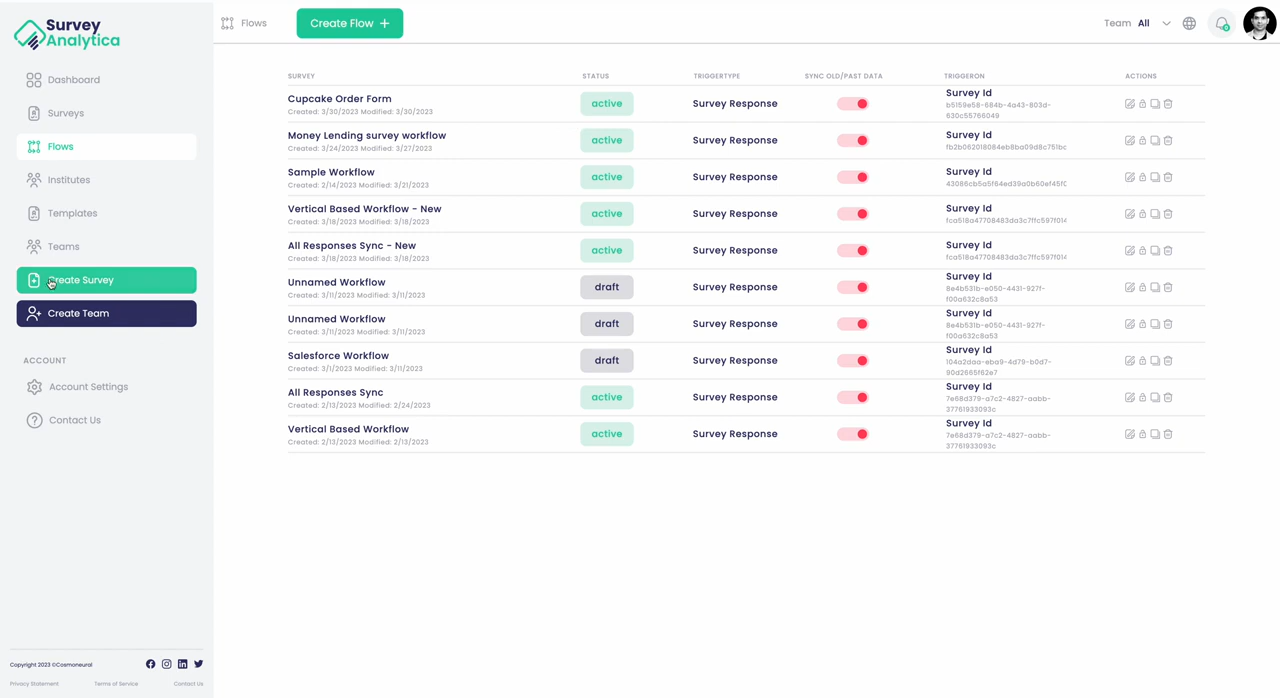 Survey
Analytica
Flows
Create Flow +
Team All
Dashboard
Surveys
Flows
Institutes
Templates
Teams
Create Survey
Create Team
ACCOUNT
Account Settings
Contact Us
SURVEY STATUS TRIGGERTYPE SYNC OLD/PAST DATA TRIGGERON ACTIONS
Cupcake Order Form active Survey Response Survey Id
Created: 3/30/2023 Modified: 3/30/2023 b5159e58-684b-4a43-803d-
630c55766049
Money Lending survey workflow active Survey Response Survey Id
Created: 3/24/2023 Modified: 3/27/2023 fb2b062018084eb8ba09d8c751bc
Sample Workflow active Survey Response Survey Id
Created: 2/14/2023 Modified: 3/21/2023 43086cb5a5f64ed39a0b60ef45f0
Vertical Based Workflow - New active Survey Response Survey Id
Created: 3/18/2023 Modified: 3/18/2023 fca518a47708483da3c7ffc597f014
All Responses Sync - New active Survey Response Survey Id
Created: 3/18/2023 Modified: 3/18/2023 fca518a47708483da3c7ffc597f014
Unnamed Workflow draft Survey Response Survey Id
Created: 3/11/2023 Modified: 3/11/2023 8e4b531b-e050-4431-927f-
f00a632c8a53
Unnamed Workflow draft Survey Response Survey Id
Created: 3/11/2023 Modified: 3/11/2023 8e4b531b-e050-4431-927f-
f00a632c8a53
Salesforce Workflow draft Survey Response Survey Id
Created: 3/1/2023 Modified: 3/11/2023 104a2daa-eba9-4d79-b0d7-
90d2665f62e7
All Responses Sync active Survey Response Survey Id
Created: 2/13/2023 Modified: 2/24/2023 7e68d379-a7c2-4827-aabb-
37761933093c
Vertical Based Workflow active Survey Response Survey Id
Created: 2/13/2023 Modified: 2/13/2023 7e68d379-a7c2-4827-aabb-
37761933093c
Copyright 2023 ©Cosmoneural
Privacy Statement Terms of Service Contact Us